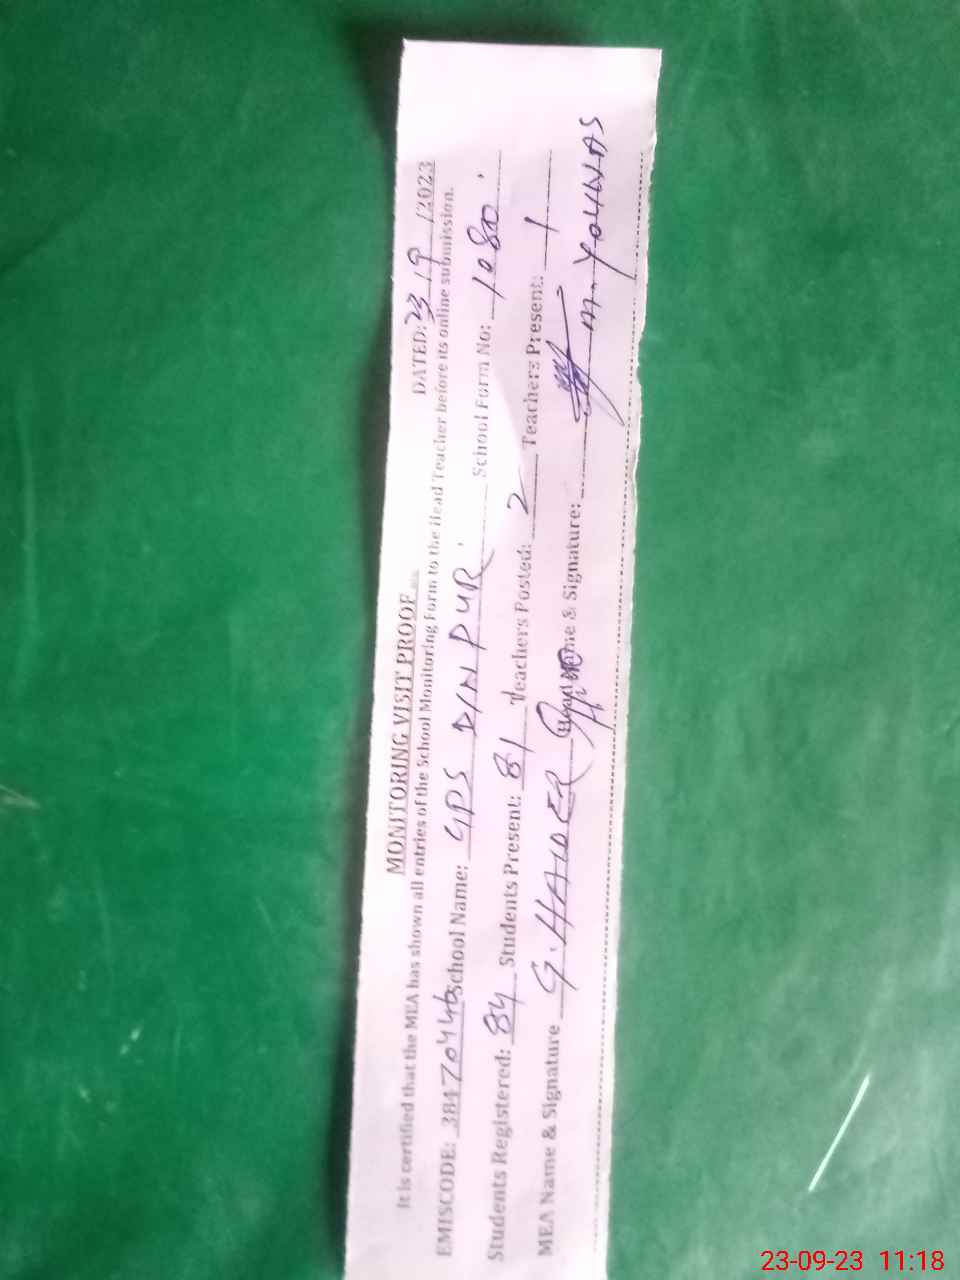 MONITORING VISIT PROOF
DATED: 23/9/2023
It is certified that the MEA has shown all entries of the School Monitoring Form to the Head Teacher before its online submission.
EMISCODE: 38470446 School Name: GPS DIN PUR. School Form No: 1080.
Students Registered: 84 Students Present: 81 Teachers Posted: 2 Teachers Present: 1
MEA Name & Signature G. HAIDER Head Name & Signature: M. YOUNAS
23-09-23 11:18